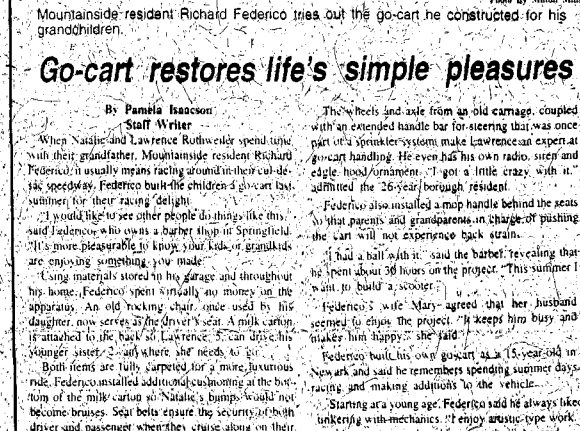 Mountainside resident Richard Federico tries out the go-cart he constructed for his
grandchildren.
Go-cart restores life's simple pleasures
By Pamela Isaacson
Staff Writer
When Natalie and Lawrence Rothweiler spend time
with their grandfather, Mountainside resident Richard
Federico, it usually means racing around in their cul-de-
sac speedway. Federico built the children a go-cart last
summer for their racing delight.
"I would like to see other people do things like this,"
said Federico, who owns a barber shop in Springfield.
"It's more pleasurable to know your kids or grandkids
are enjoying something you made."
Using materials stored in his garage and throughout
his home, Federico spent virtually no money on the
apparatus. An old rocking chair, once used by his
daughter, now serves as the driver's seat. A milk carton
is attached to the back so Lawrence, 5, can drive his
younger sister, 2, anywhere she needs to go.
Both items are fully carpeted for a more luxurious
ride. Federico installed additional cushioning at the bot-
tom of the milk carton so Natalie's bumps would not
become bruises. Seat belts ensure the security of both
driver and passenger when they cruise along on their
The wheels and axle from an old carriage, coupled
with an extended handle bar for steering that was once
part of a sprinkler system, make Lawrence an expert at
go-cart handling. He even has his own radio, siren and
eagle hood ornament. "I got a little crazy with it,"
admitted the 26-year borough resident.
Federico also installed a mop handle behind the seats
so that parents and grandparents in charge of pushing
the cart will not experience back strain.
"I had a ball with it," said the barber, revealing that
he spent about 30 hours on the project. "This summer I
want to build a scooter."
Federico's wife Mary agreed that her husband
seemed to enjoy the project. "It keeps him busy and
makes him happy," she said.
Federico built his own go-cart as a 15-year-old in
Newark and said he remembers spending summer days
racing and making additions to the vehicle.
Starting at a young age, Federico said he always liked
tinkering with mechanics. "I enjoy artistic-type work,